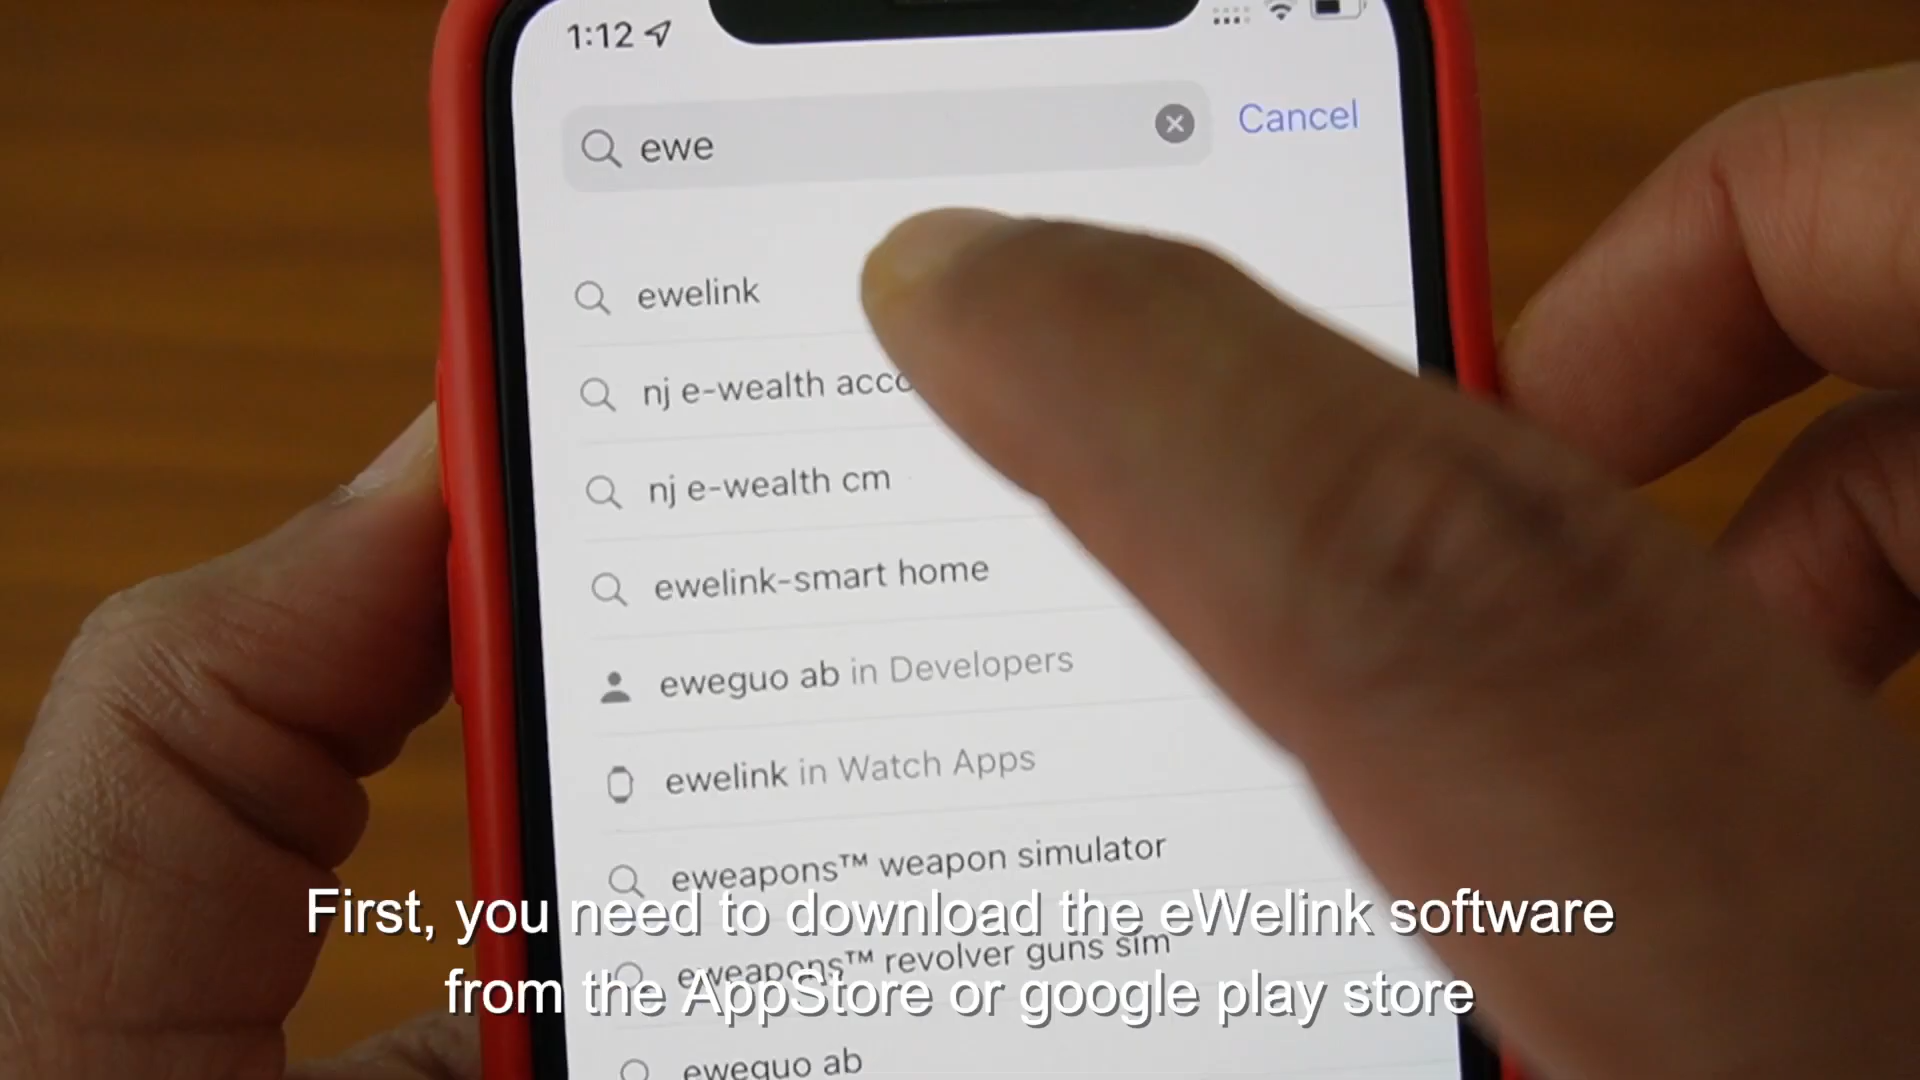 1:12
ewe
Cancel
ewelink
nj e-wealth acco
nj e-wealth cm
ewelink-smart home
eweguo ab in Developers
ewelink in Watch Apps
eweapons™ weapon simulator
First, you need to download the eWelink software
eweapons™ revolver guns sim
from the AppStore or google play store
eweguo ab